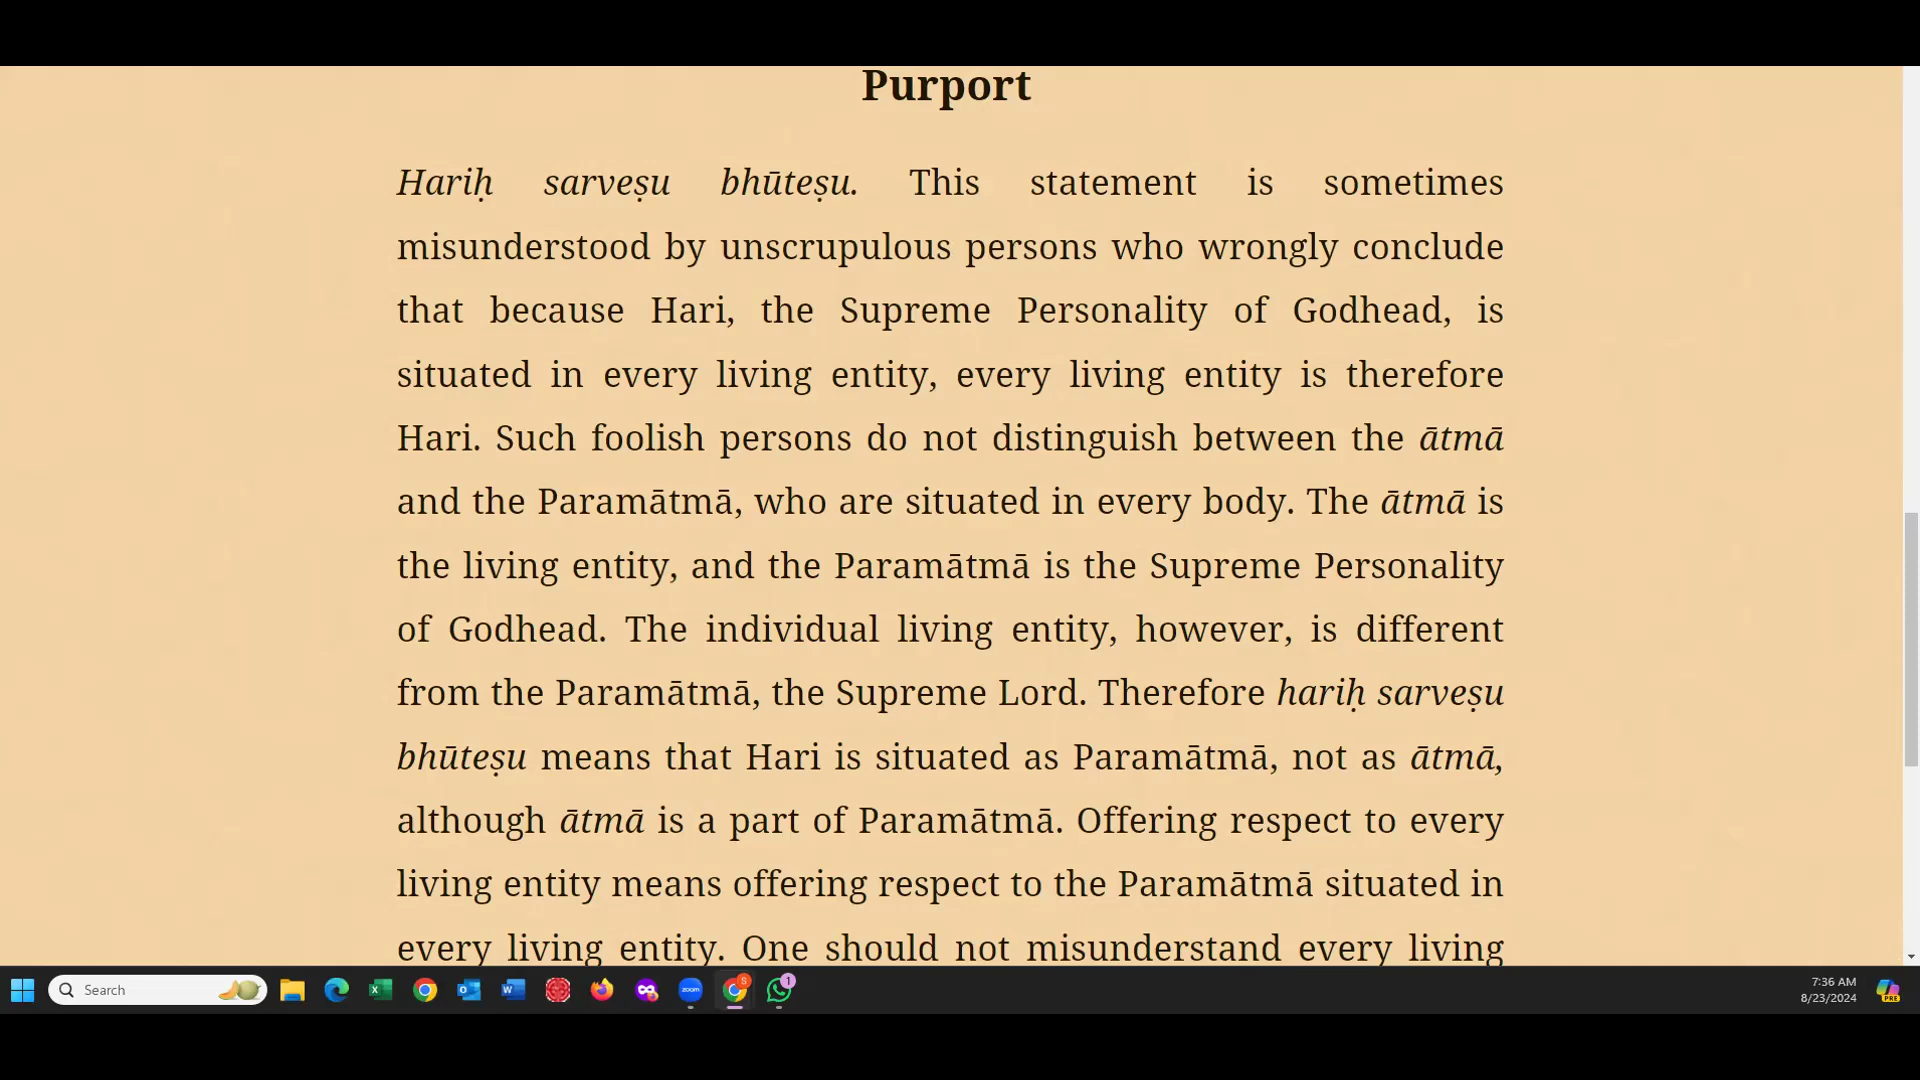 Purport
Hariḥ sarveṣu bhūteṣu. This statement is sometimes
misunderstood by unscrupulous persons who wrongly conclude
that because Hari, the Supreme Personality of Godhead, is
situated in every living entity, every living entity is therefore
Hari. Such foolish persons do not distinguish between the ātmā
and the Paramātmā, who are situated in every body. The ātmā is
the living entity, and the Paramātmā is the Supreme Personality
of Godhead. The individual living entity, however, is different
from the Paramātmā, the Supreme Lord. Therefore hariḥ sarveṣu
bhūteṣu means that Hari is situated as Paramātmā, not as ātmā,
although ātmā is a part of Paramātmā. Offering respect to every
living entity means offering respect to the Paramātmā situated in
every living entity. One should not misunderstand every living
Search
zoom
8
1
7:36 AM
8/23/2024
PRE